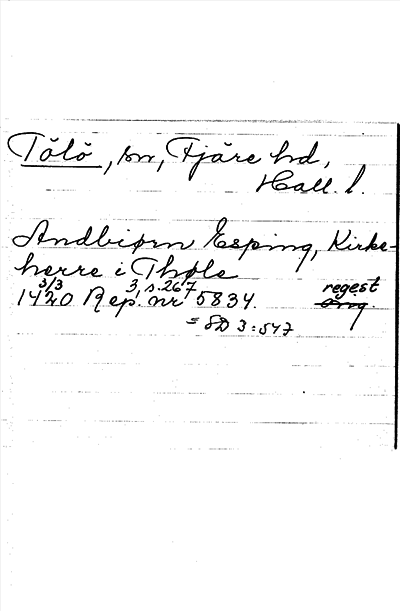 Tölö, sn, Fjäre hd,
Hall. l.
Andbiørn Esping, Kirke-
herre i Thøle
3/3 3, s. 267 regest
1420 Rep. nr 5834. orig.
= SD 3:547